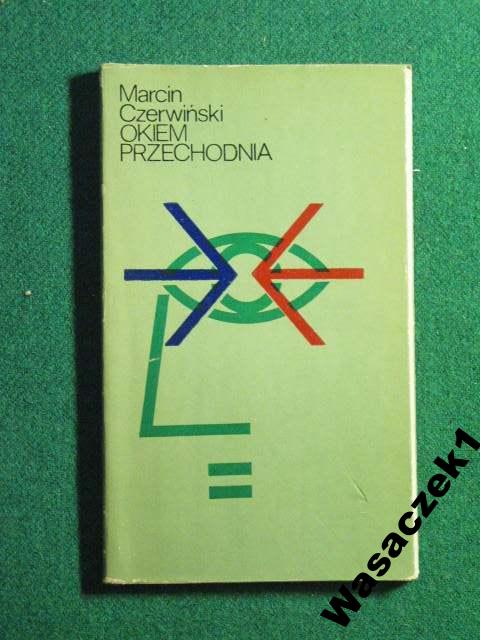 Marcin
Czerwiński
OKIEM
PRZECHODNIA
Wasaczek1